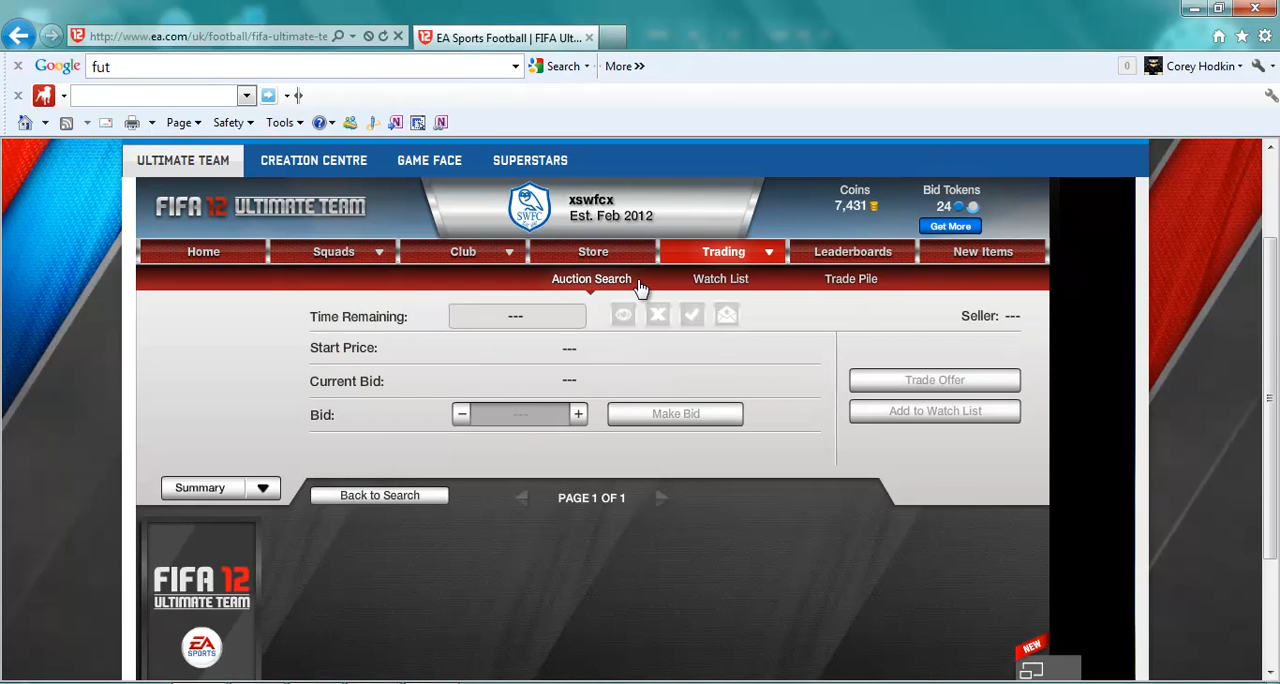 http://www.ea.com/uk/football/fifa-ultimate-te
EA Sports Football | FIFA Ult...
Google fut Search More »
0 Corey Hodkin
Page Safety Tools
ULTIMATE TEAM CREATION CENTRE GAME FACE SUPERSTARS
FIFA 12 ULTIMATE TEAM
SWFC
xswfcx
Est. Feb 2012
Coins
7,431
Bid Tokens
24
Get More
Home Squads Club Store Trading Leaderboards New Items
Auction Search Watch List Trade Pile
Time Remaining: --- Seller: ---
Start Price: ---
Current Bid: --- Trade Offer
Bid: − --- + Make Bid Add to Watch List
Summary Back to Search PAGE 1 OF 1
FIFA 12
ULTIMATE TEAM
EA
SPORTS
NEW